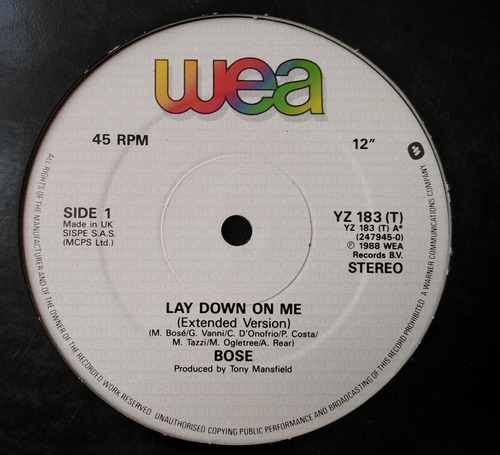 wea
45 RPM
12"
SIDE 1
Made in UK
SISPE S.A.S.
(MCPS Ltd.)
YZ 183 (T)
YZ 183 (T) A*
(247945-0)
℗ 1988 WEA
Records B.V.
STEREO
LAY DOWN ON ME
(Extended Version)
(M. Bosé/G. Vanni/C. D'Onofrio/P. Costa/
M. Tazzi/M. Ogletree/A. Rear)
BOSE
Produced by Tony Mansfield
ALL RIGHTS OF THE MANUFACTURER AND OF THE OWNER OF THE RECORDED WORK RESERVED UNAUTHORISED COPYING PUBLIC PERFORMANCE AND BROADCASTING OF THIS RECORD PROHIBITED A WARNER COMMUNICATIONS COMPANY